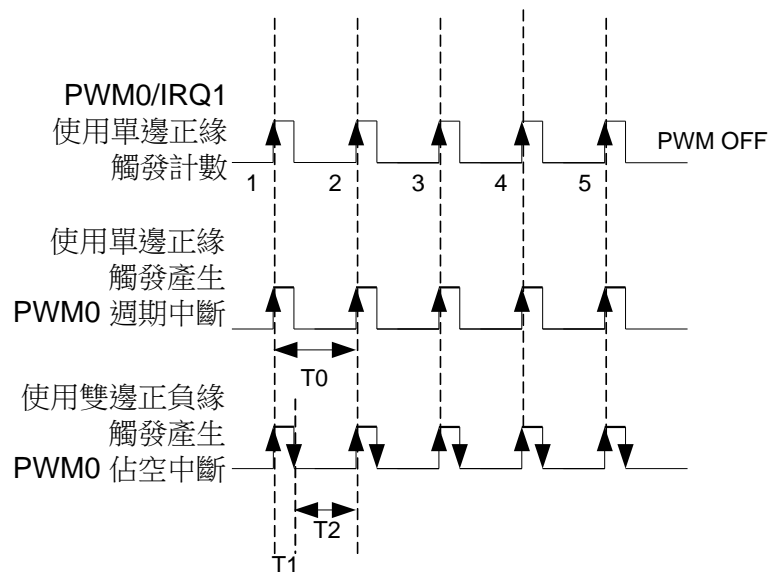 PWM0/IRQ1
使用單邊正緣
觸發計數
PWM OFF
1 2 3 4 5
使用單邊正緣
觸發產生
PWM0 週期中斷
T0
使用雙邊正負緣
觸發產生
PWM0 佔空中斷
T2
T1